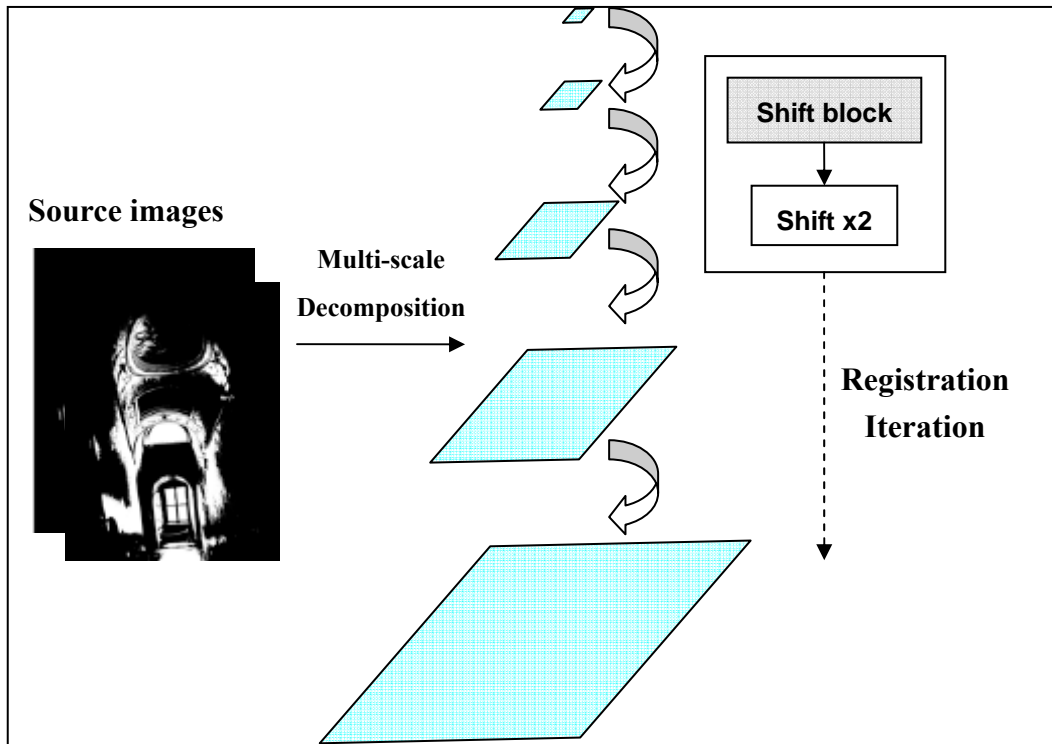 Source images
Multi-scale
Decomposition
Shift block
Shift x2
Registration
Iteration